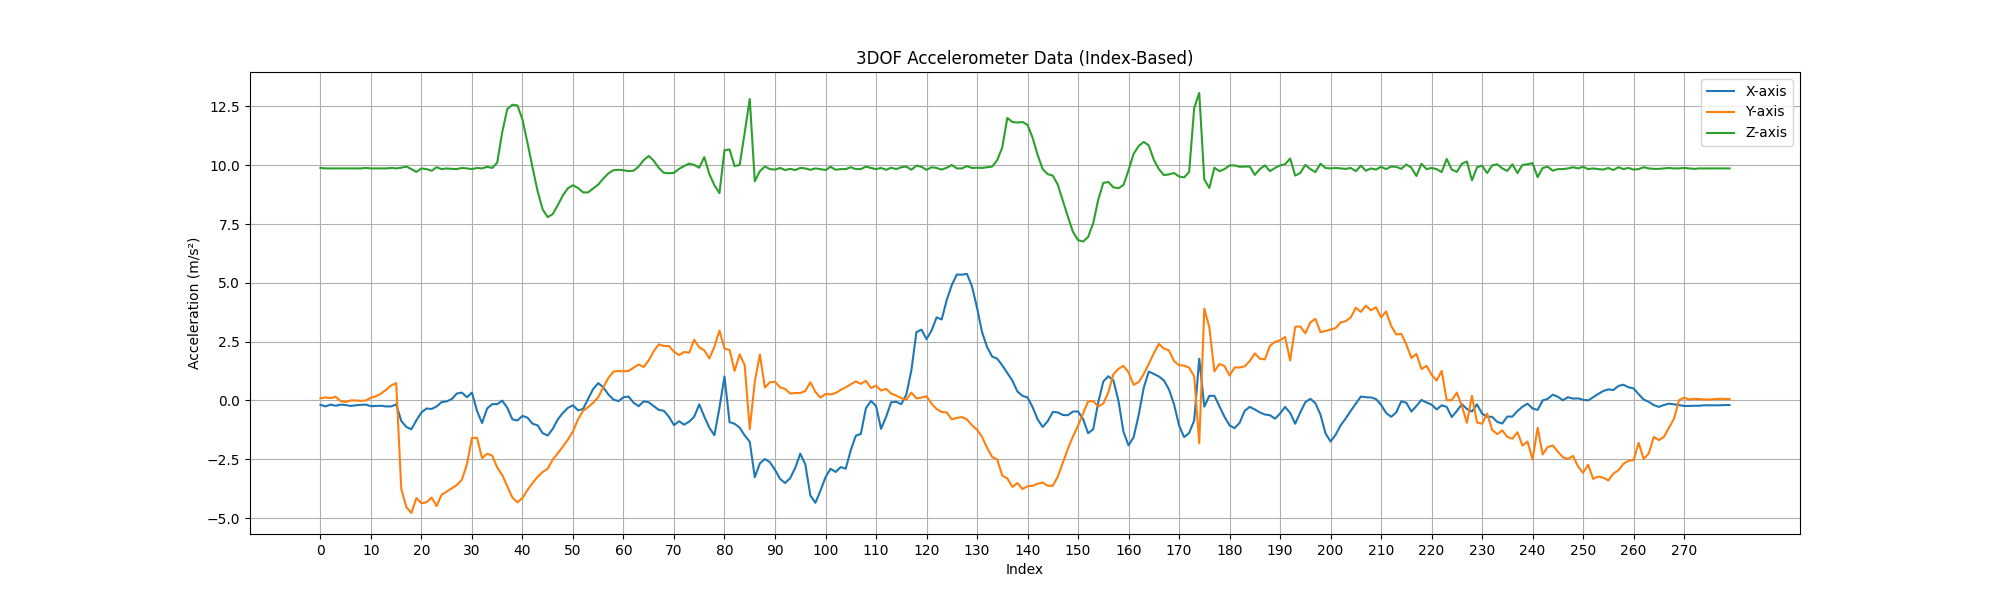 3DOF Accelerometer Data (Index-Based)
X-axis
Y-axis
Z-axis
Acceleration (m/s²)
12.5
10.0
7.5
5.0
2.5
0.0
−2.5
−5.0
0 10 20 30 40 50 60 70 80 90 100 110 120 130 140 150 160 170 180 190 200 210 220 230 240 250 260 270
Index